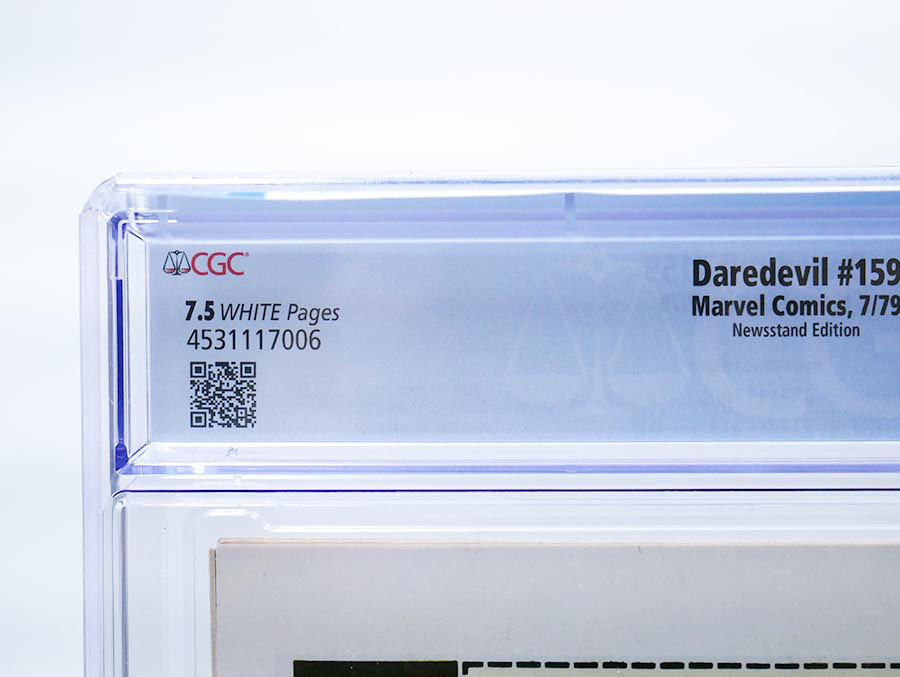 CGC
7.5 WHITE Pages
4531117006
Daredevil #159
Marvel Comics, 7/79
Newsstand Edition